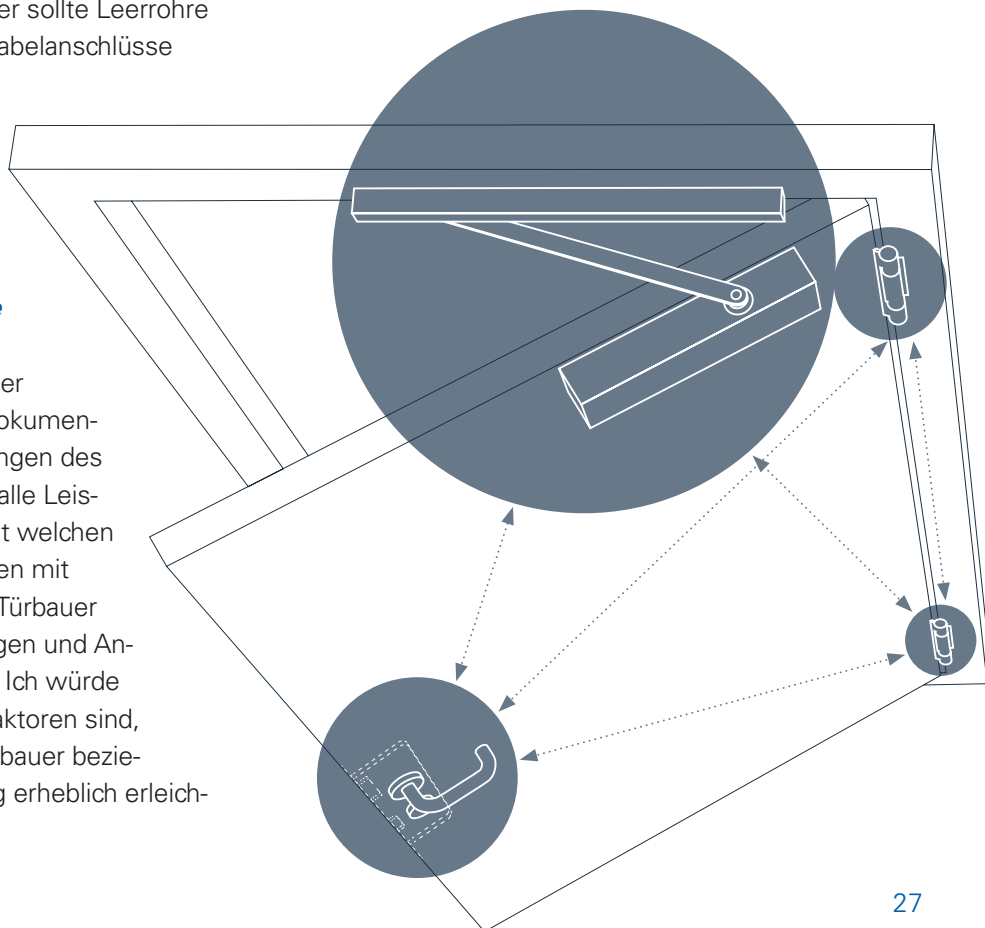 er sollte Leerrohre
abelanschlüsse
e
er
okumen-
ngen des
alle Leis-
t welchen
en mit
Türbauer
gen und An-
Ich würde
aktoren sind,
bauer bezie-
g erheblich erleich-
27